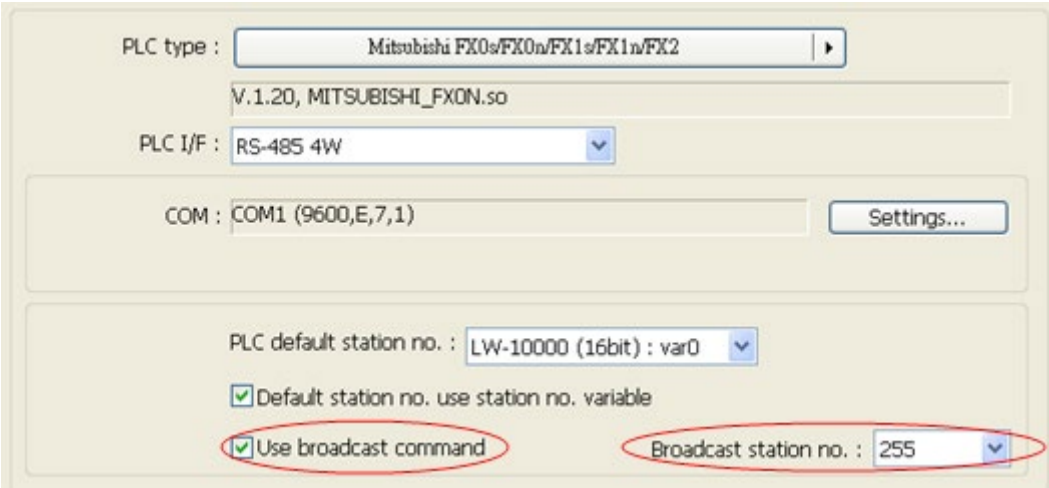 PLC type : Mitsubishi FX0s/FX0n/FX1s/FX1n/FX2
V.1.20, MITSUBISHI_FX0N.so
PLC I/F : RS-485 4W
COM : COM1 (9600,E,7,1) Settings...
PLC default station no. : LW-10000 (16bit) : var0
Default station no. use station no. variable
Use broadcast command Broadcast station no. : 255